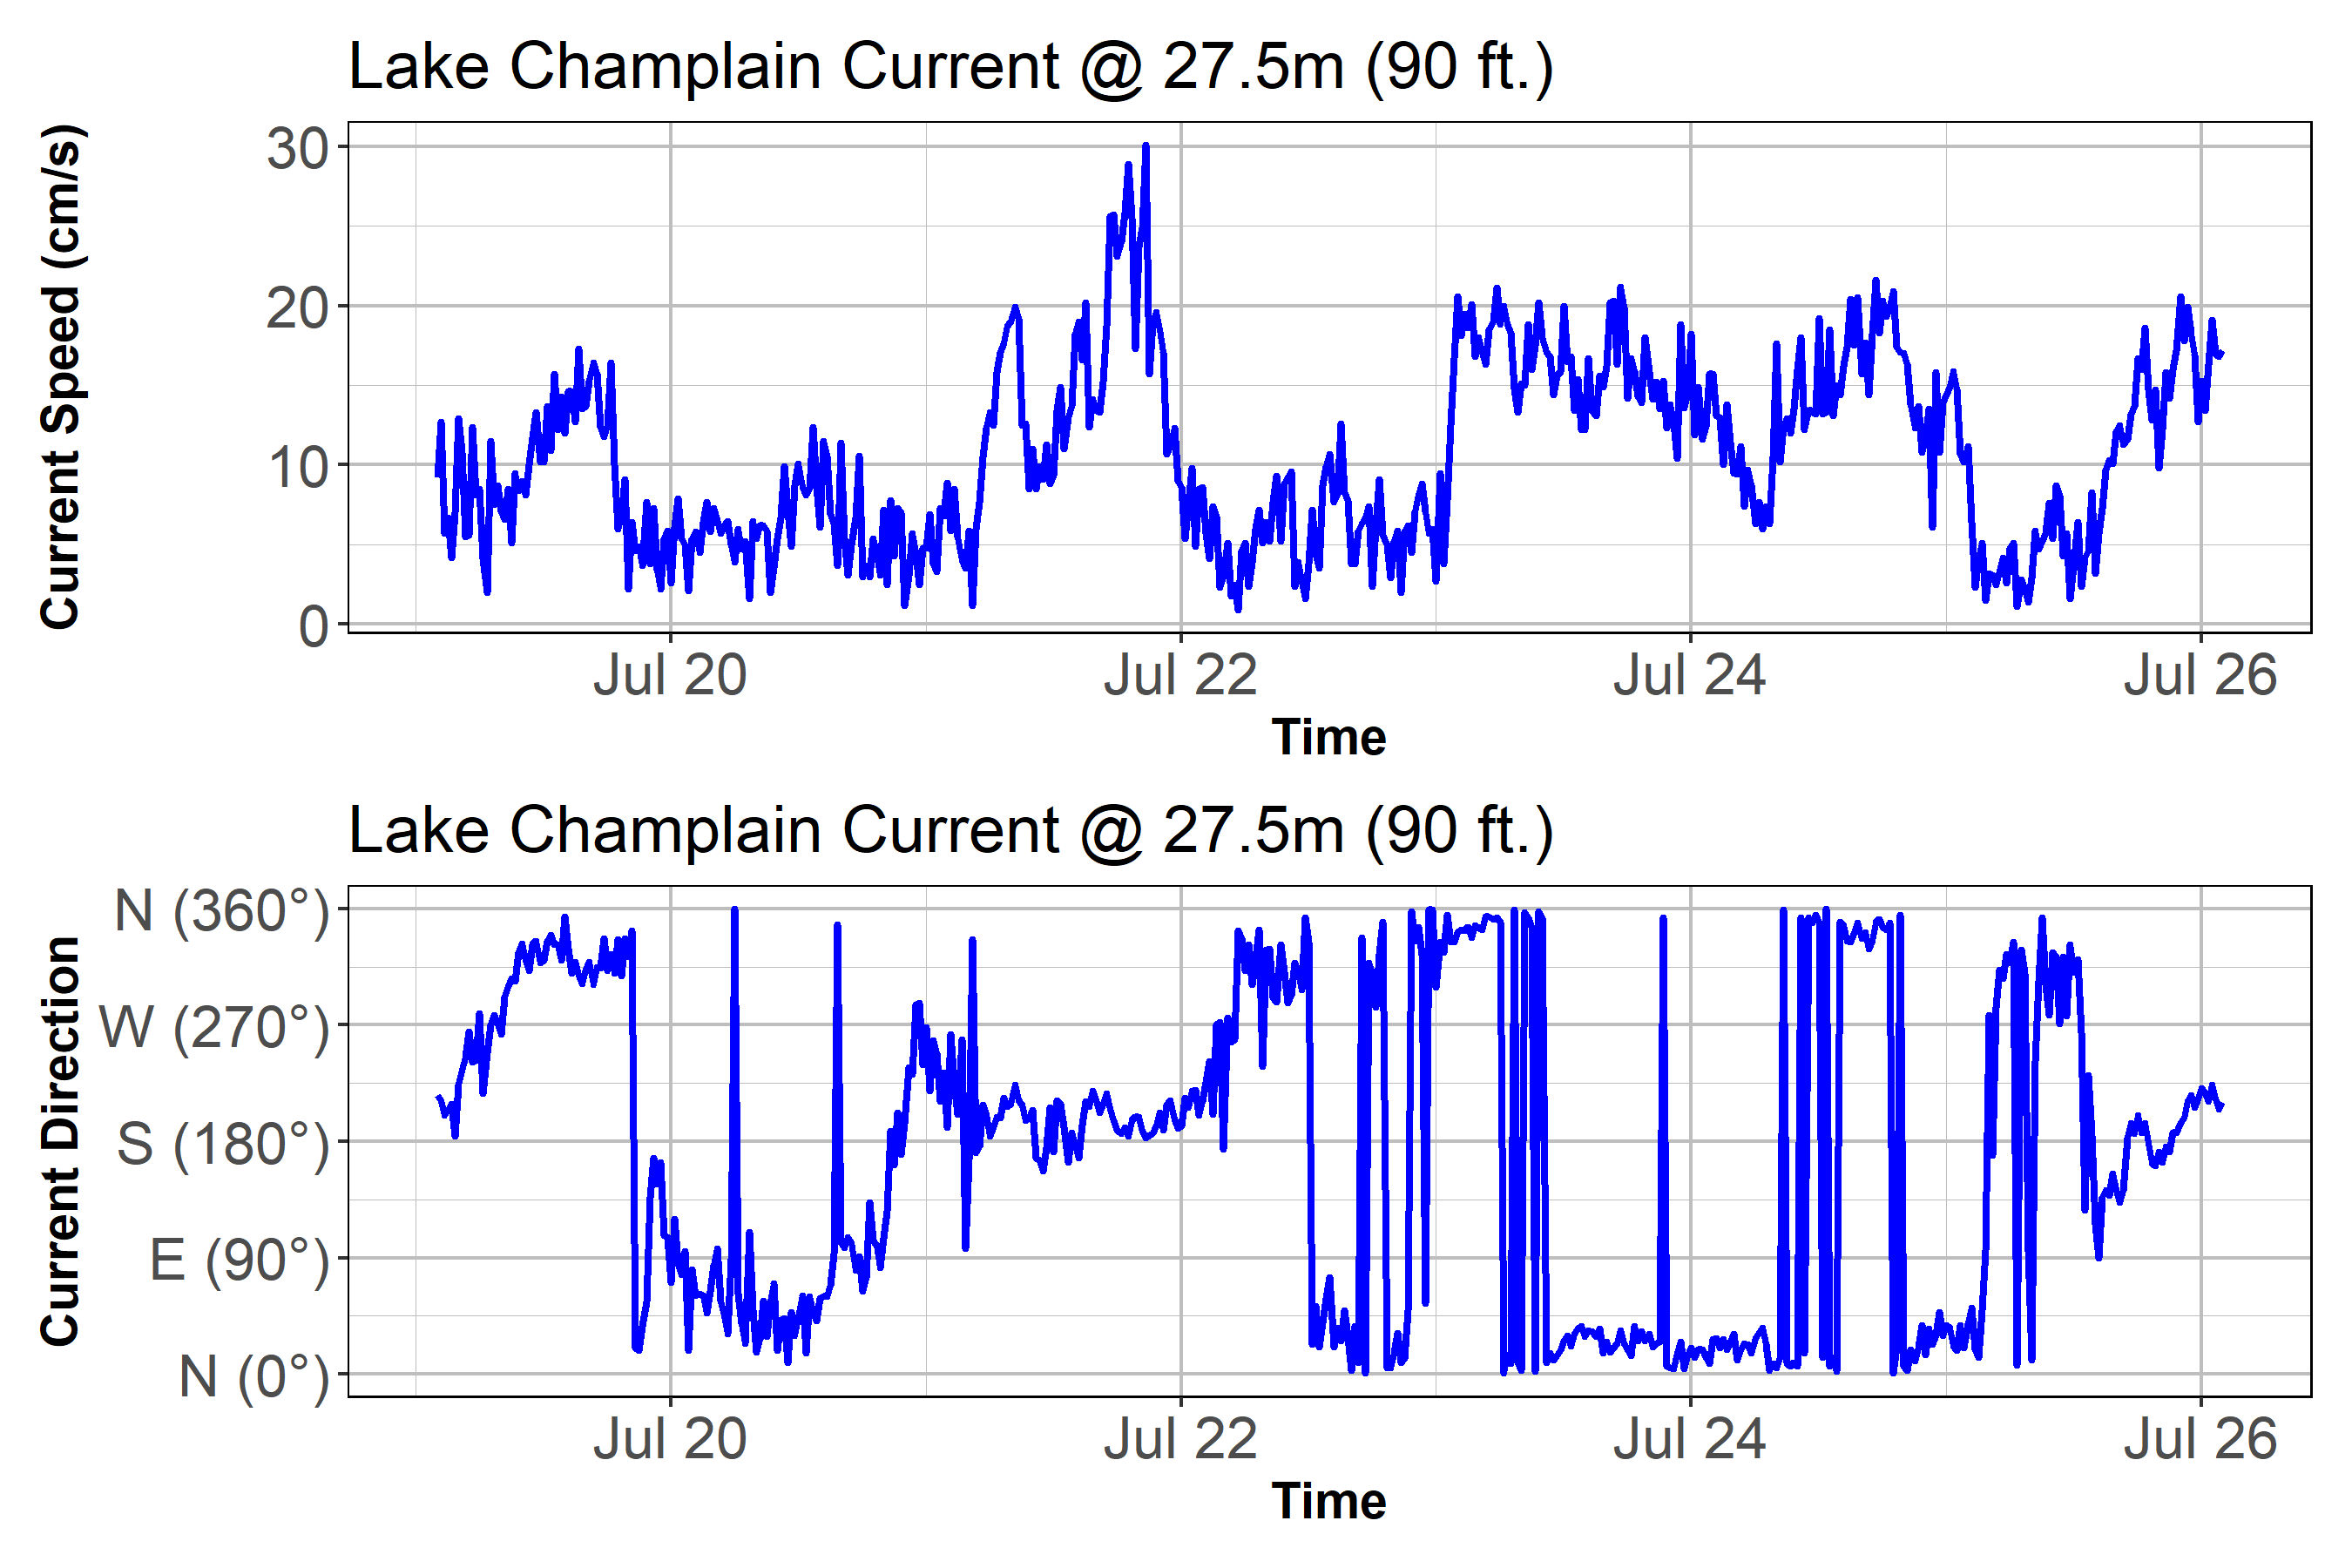 Lake Champlain Current @ 27.5m (90 ft.)
Current Speed (cm/s)
30
20
10
0
Jul 20 Jul 22 Jul 24 Jul 26
Time
Lake Champlain Current @ 27.5m (90 ft.)
Current Direction
N (360°)
W (270°)
S (180°)
E (90°)
N (0°)
Jul 20 Jul 22 Jul 24 Jul 26
Time